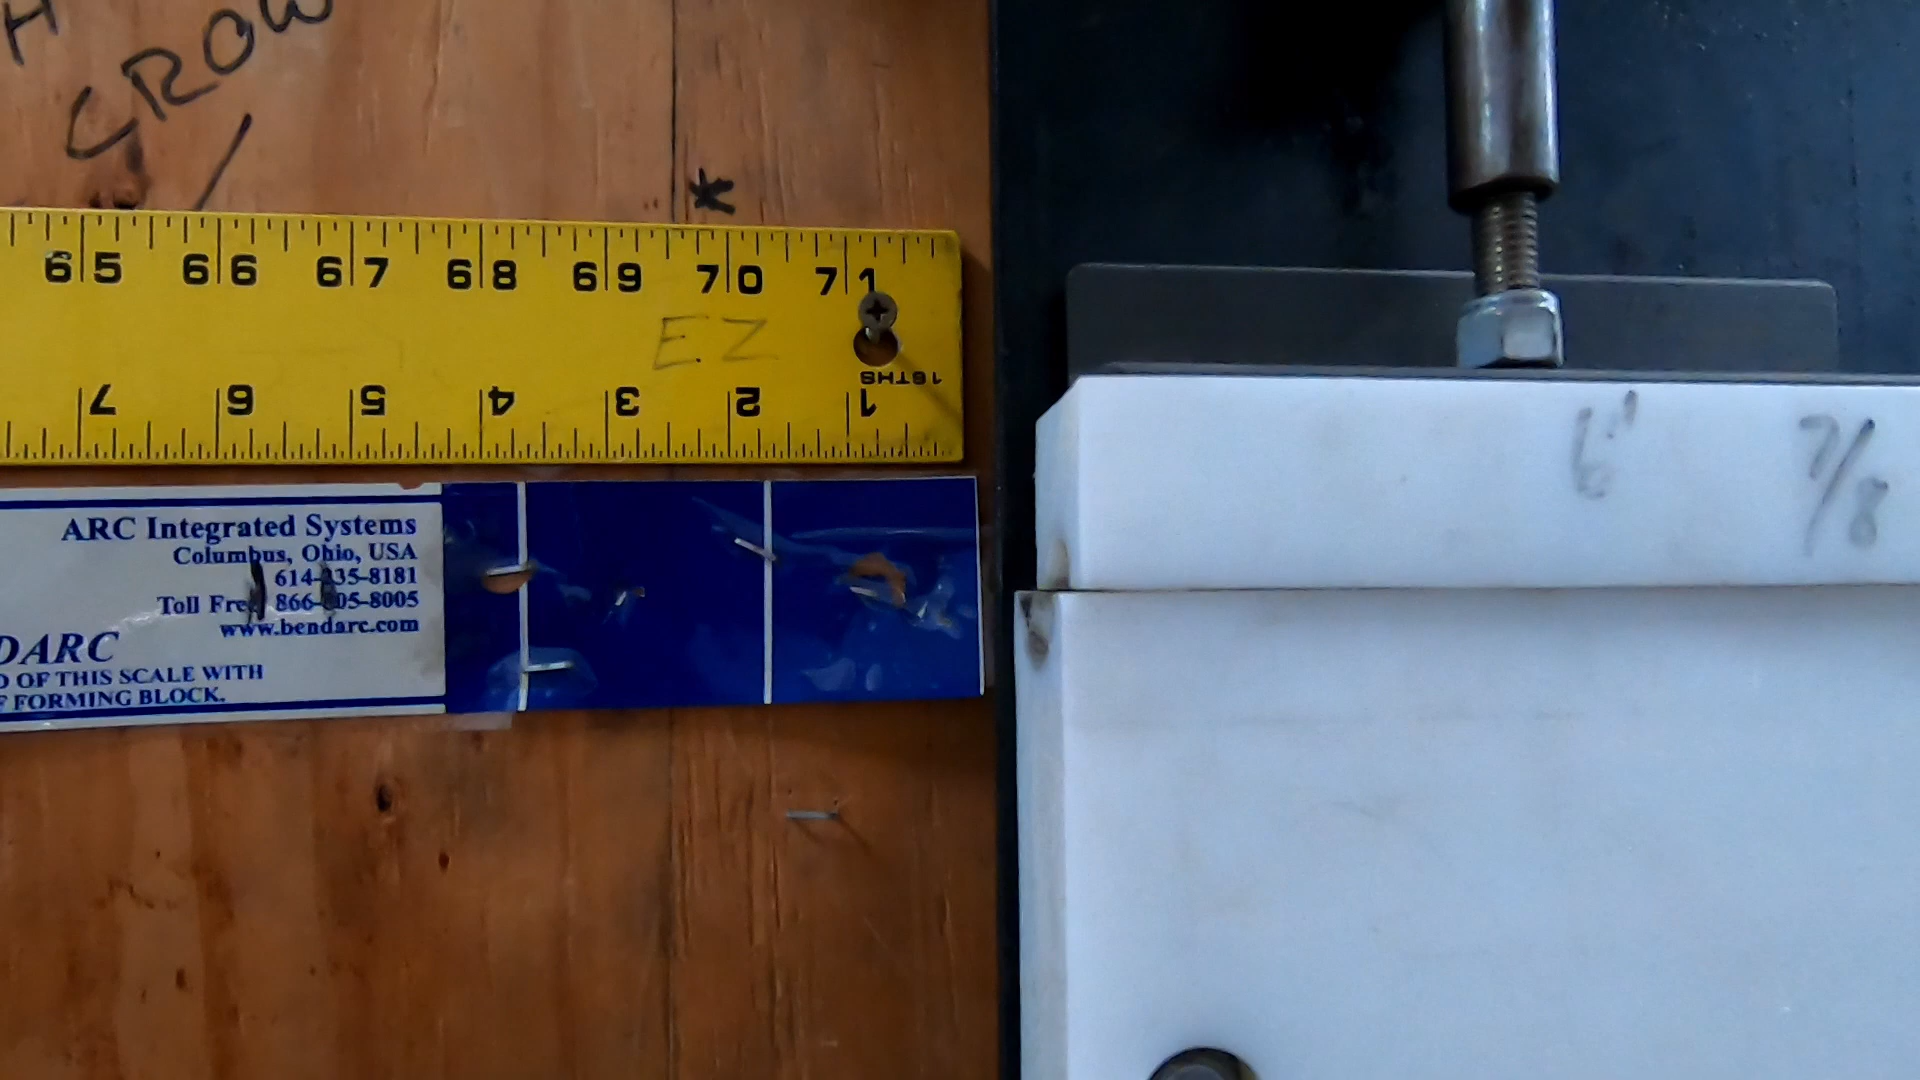 H
CROW
*
65 66 67 68 69 70 71
EZ
16THS
7 6 5 4 3 2 1
ARC Integrated Systems
Columbus, Ohio, USA
614-235-8181
Toll Free 866-805-8005
www.bendarc.com
DARC
O OF THIS SCALE WITH
F FORMING BLOCK.
6" 7/8